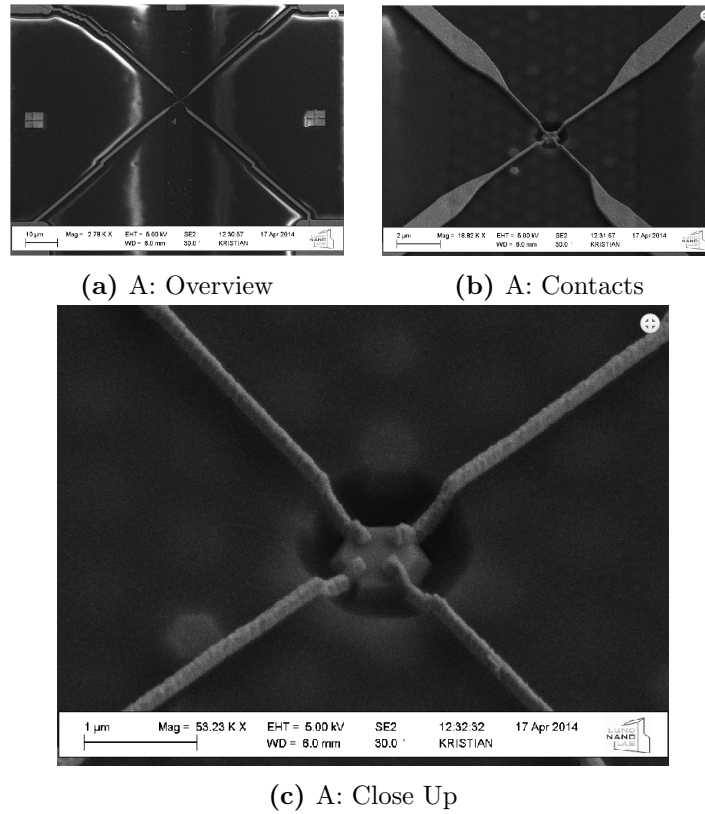 10 µm
Mag = 2.79 K X
EHT = 5.00 kV
WD = 6.0 mm
SE2
30.0 °
12:30:57
KRISTIAN
17 Apr 2014
NANO
(a) A: Overview
2 µm
Mag = 18.82 K X
EHT = 5.00 kV
WD = 6.0 mm
SE2
30.0 °
12:31:57
KRISTIAN
17 Apr 2014
NANO
(b) A: Contacts
1 µm
Mag = 53.23 K X
EHT = 5.00 kV
WD = 6.0 mm
SE2
30.0 °
12:32:32
KRISTIAN
17 Apr 2014
LUND
NANO
LAB
(c) A: Close Up